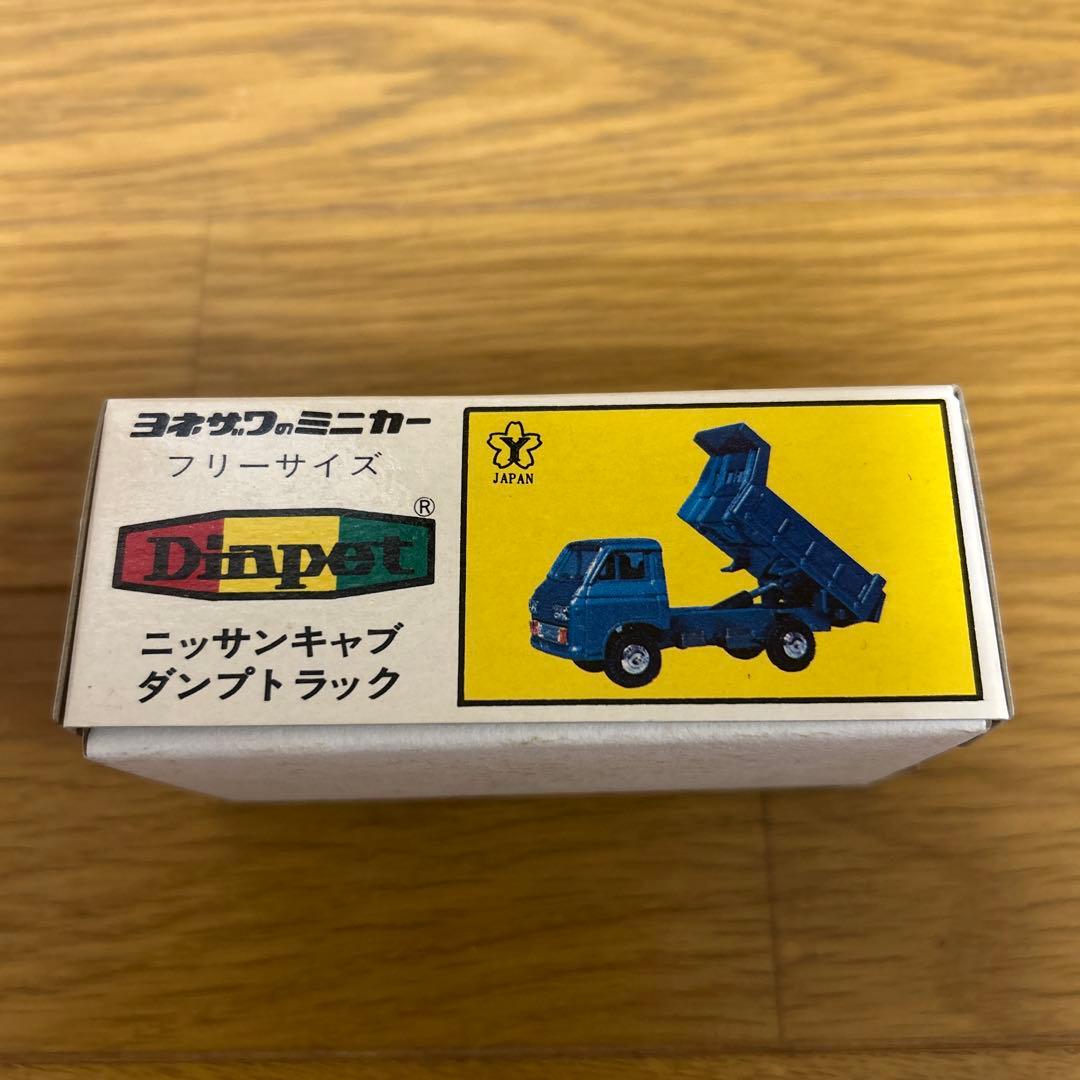 ヨネザワのミニカー
フリーサイズ
Diapet®
ニッサンキャブ
ダンプトラック
Y
JAPAN